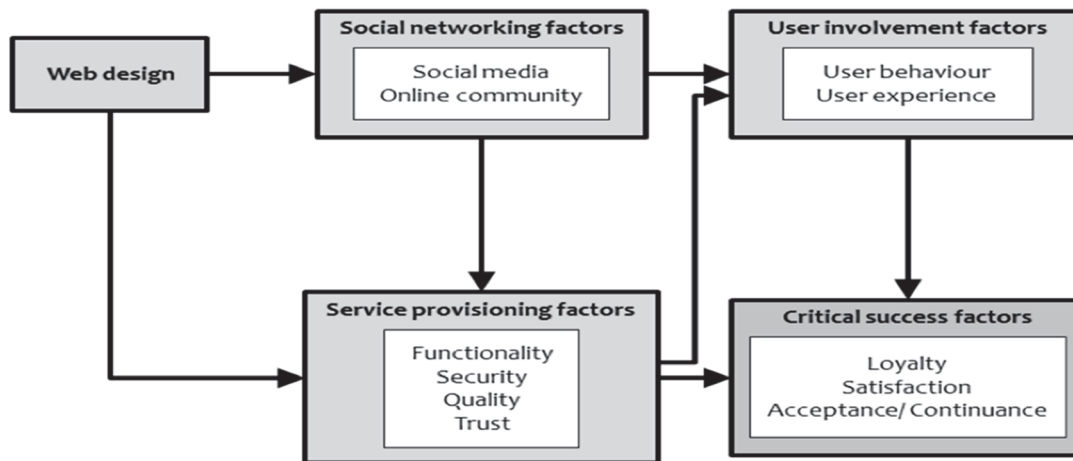 Web design
Social networking factors
Social media
Online community
User involvement factors
User behaviour
User experience
Service provisioning factors
Functionality
Security
Quality
Trust
Critical success factors
Loyalty
Satisfaction
Acceptance/ Continuance